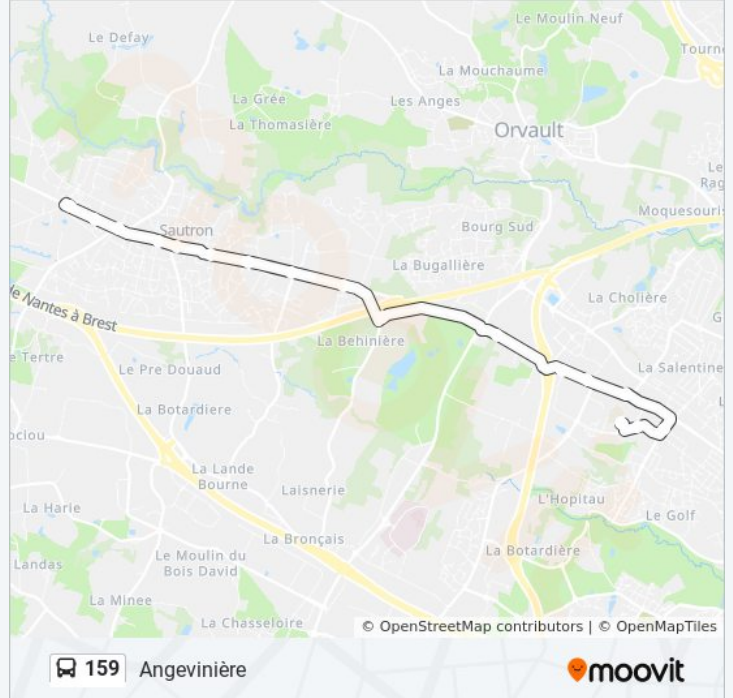 Le Moulin Neuf
Le Defay
Tourn
La Mouchaume
La Grée
Les Anges
La Thomasière
Orvault
Le
Rag
Moquesouris
Sautron
Bourg Sud
La Bugallière
de Nantes à Brest
La Cholière
G
La Behinière
e Tertre
Le Pre Douaud
La Salentine
La Botardiere
L
ociou
La Lande
Bourne
Laisnerie
L'Hopitau
La Harle
Le Golf
La Bronçais
La Botardière
Landas
Le Moulin du
Bois David
La Minee
La Chasseloire
© OpenStreetMap contributors | © OpenMapTiles
159 Angevinière
moovit